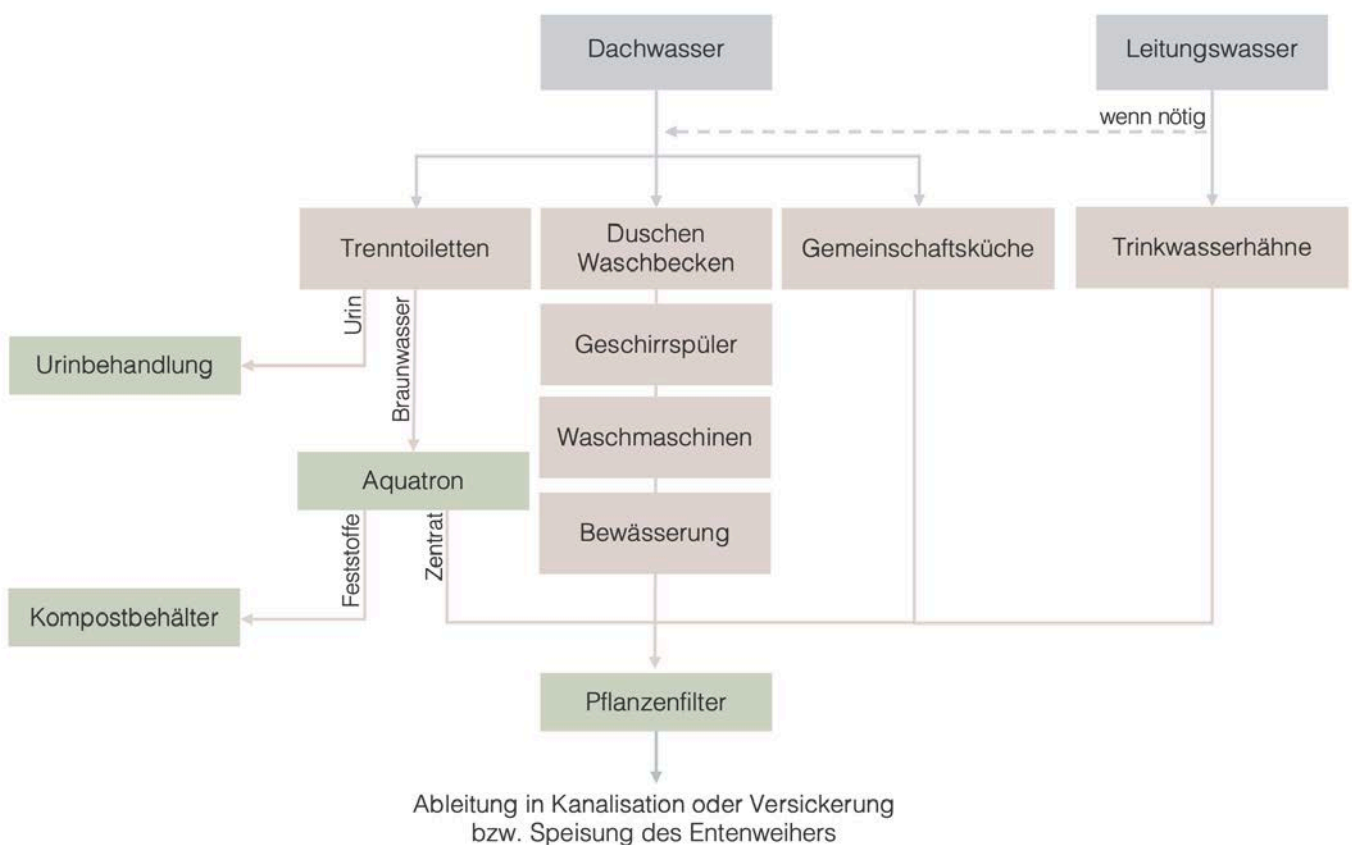 Dachwasser
Leitungswasser
wenn nötig
Trenntoiletten
Duschen
Waschbecken
Gemeinschaftsküche
Trinkwasserhähne
Urin
Braunwasser
Geschirrspüler
Urinbehandlung
Waschmaschinen
Aquatron
Feststoffe
Zentrat
Bewässerung
Kompostbehälter
Pflanzenfilter
Ableitung in Kanalisation oder Versickerung
bzw. Speisung des Entenweihers